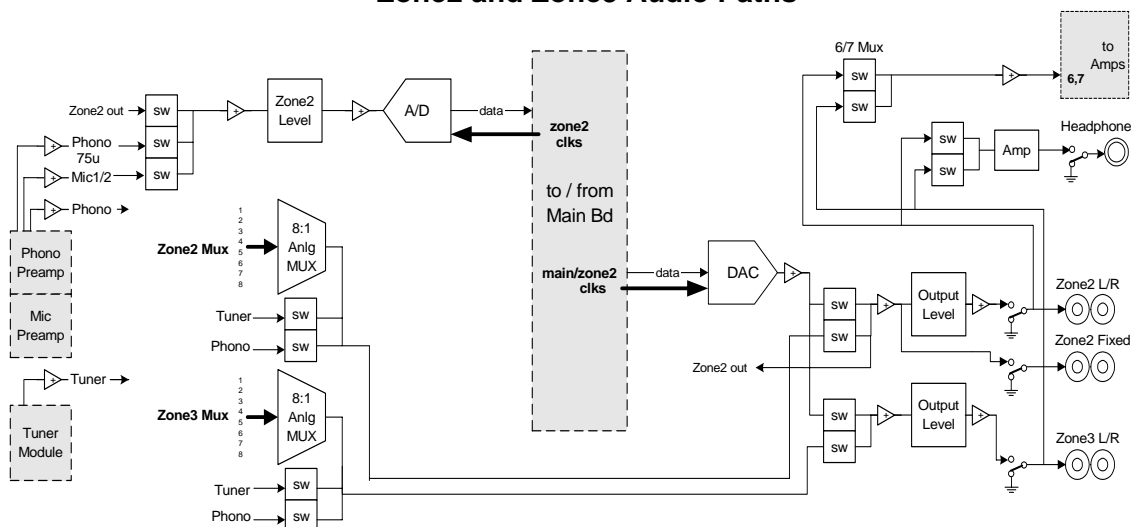 Zone2 and Zone3 Audio Paths
to
Amps
6,7
6/7 Mux
sw
sw
Zone2 out
sw
Zone2
Level
A/D
data
zone2
clks
Phono
75u
sw
Mic1/2
sw
Phono
sw
sw
Amp
Headphone
to / from
Main Bd
Phono
Preamp
Mic
Preamp
Zone2 Mux
1
2
3
4
5
6
7
8
8:1
Anlg
MUX
main/zone2
clks
data
DAC
Tuner
sw
Phono
sw
sw
sw
Output
Level
Zone2 L/R
Zone2 out
Zone2 Fixed
Tuner
Tuner
Module
Zone3 Mux
1
2
3
4
5
6
7
8
8:1
Anlg
MUX
sw
sw
Output
Level
Zone3 L/R
Tuner
sw
Phono
sw